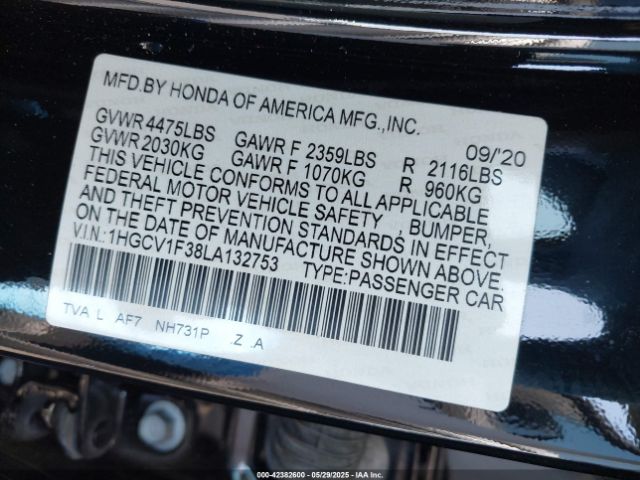 MFD.BY HONDA OF AMERICA MFG.,INC.
09/'20
GVWR 4475LBS GAWR F 2359LBS R 2116LBS
GVWR 2030KG GAWR F 1070KG R 960KG
THIS VEHICLE CONFORMS TO ALL APPLICABLE
FEDERAL MOTOR VEHICLE SAFETY , BUMPER,
AND THEFT PREVENTION STANDARDS IN EFFECT
ON THE DATE OF MANUFACTURE SHOWN ABOVE.
V.I.N.:1HGCV1F38LA132753 TYPE:PASSENGER CAR
TVA L AF7 NH731P .Z .A
000-42382600 - 05/29/2025 - IAA Inc.